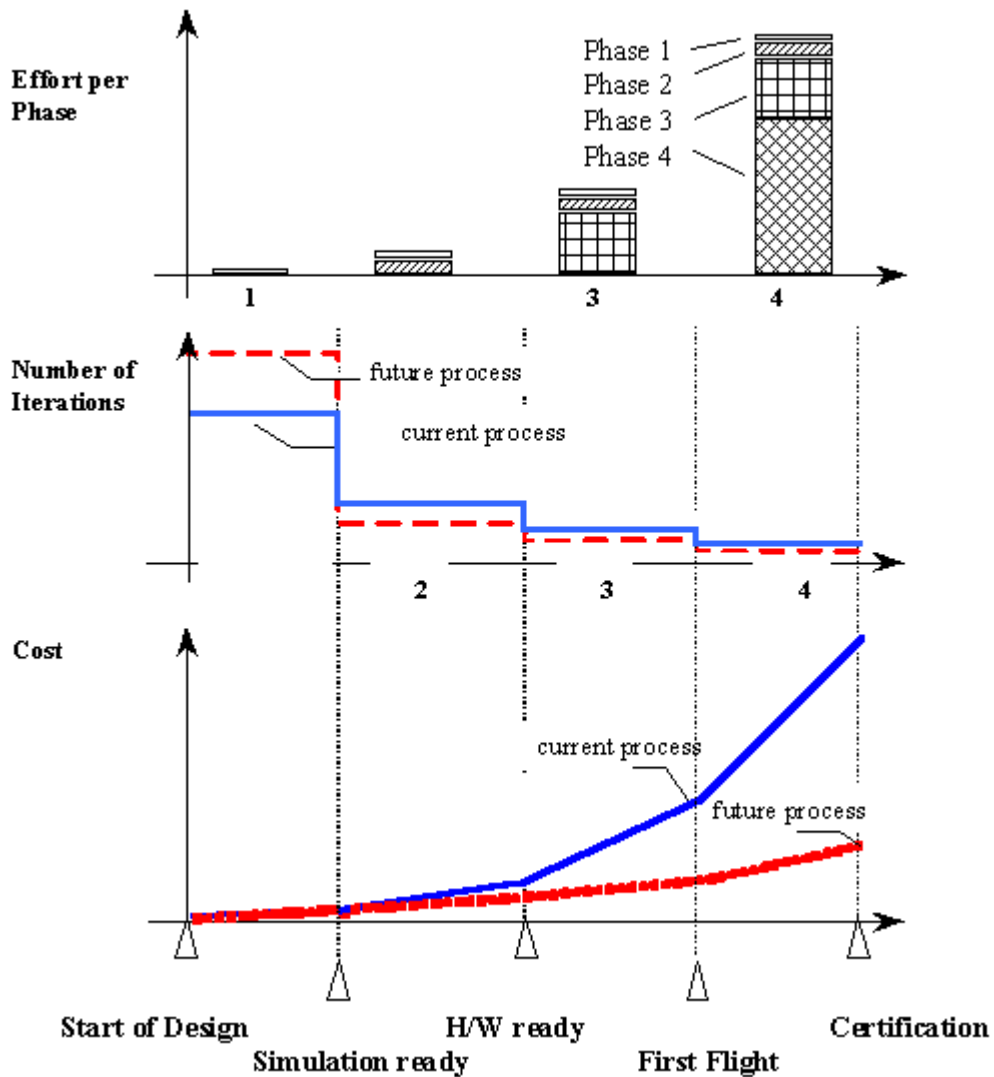 Effort per
Phase
Phase 1
Phase 2
Phase 3
Phase 4
1
3
4
Number of
Iterations
future process
current process
2
3
4
Cost
current process
future process
Start of Design
H/W ready
Certification
Simulation ready
First Flight